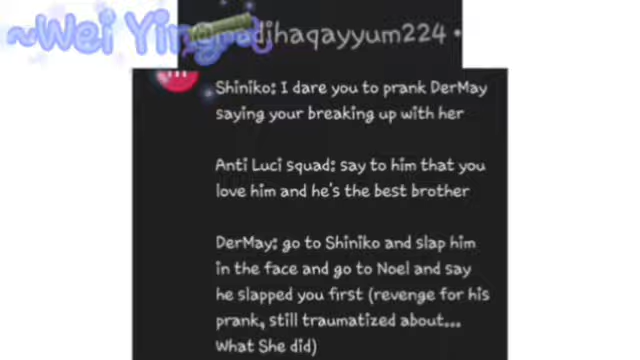 ~Wei Ying~
madihaqayyum224 •
Shiniko: I dare you to prank DerMay
saying your breaking up with her
Anti Luci squad: say to him that you
love him and he's the best brother
DerMay: go to Shiniko and slap him
in the face and go to Noel and say
he slapped you first (revenge for his
prank, still traumatized about...
What She did)